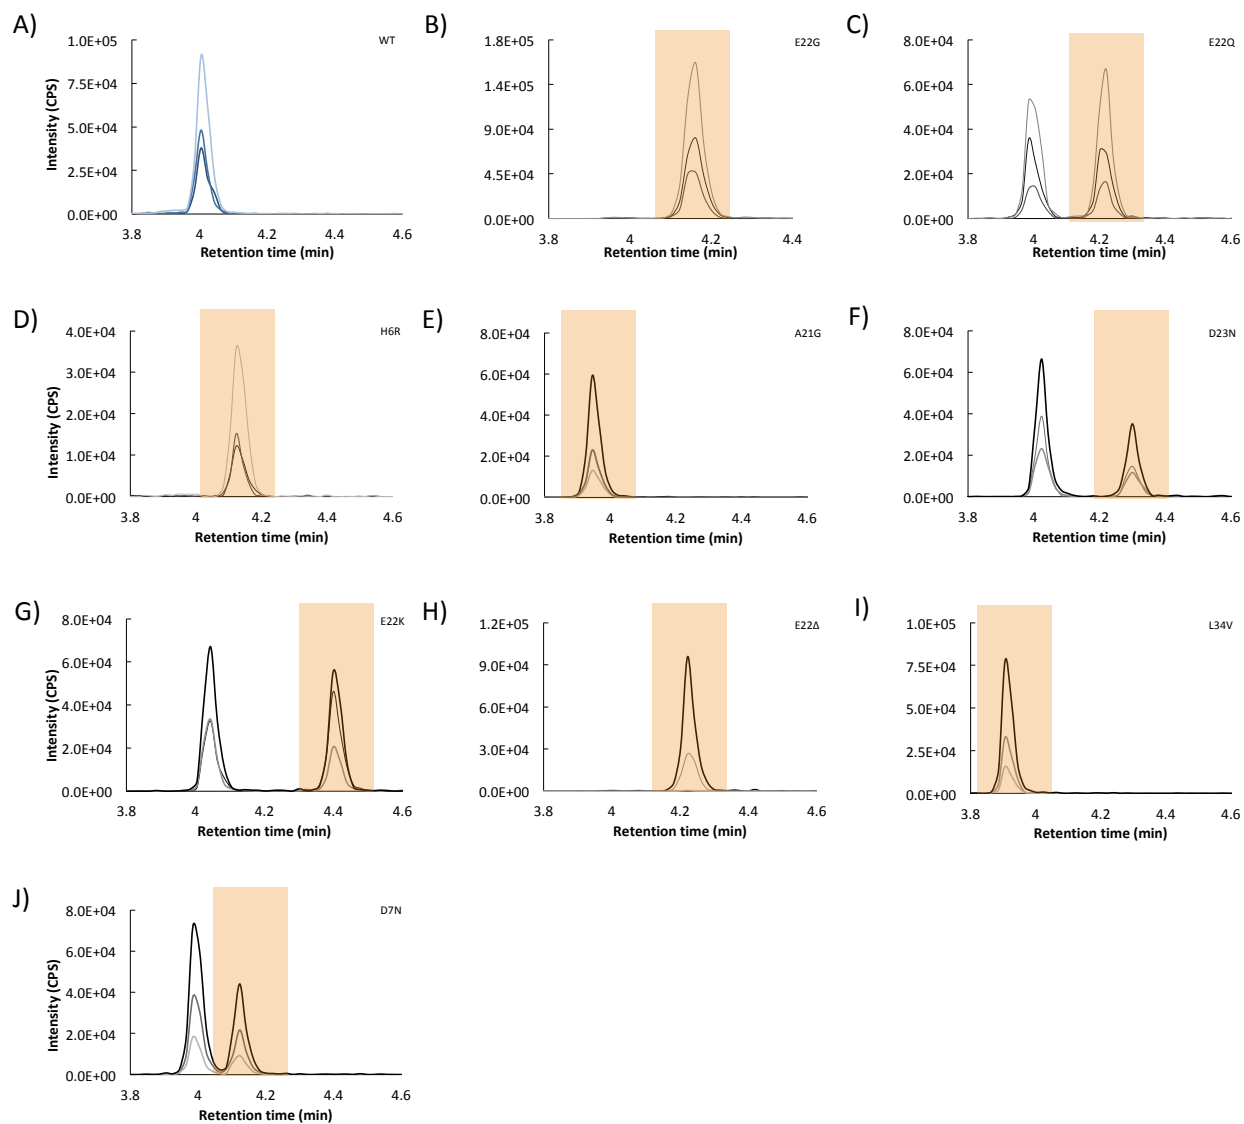 A)
WT
1.0E+05
7.5E+04
5.0E+04
2.5E+04
0.0E+00
Intensity (CPS)
3.8 4 4.2 4.4 4.6
Retention time (min)
B)
E22G
1.8E+05
1.4E+05
9.0E+04
4.5E+04
0.0E+00
3.8 4 4.2 4.4
Retention time (min)
C)
E22Q
8.0E+04
6.0E+04
4.0E+04
2.0E+04
0.0E+00
3.8 4 4.2 4.4 4.6
Retention time (min)
D)
H6R
4.0E+04
3.0E+04
2.0E+04
1.0E+04
0.0E+00
Intensity (CPS)
3.8 4 4.2 4.4 4.6
Retention time (min)
E)
A21G
8.0E+04
6.0E+04
4.0E+04
2.0E+04
0.0E+00
3.8 4 4.2 4.4 4.6
Retention time (min)
F)
D23N
8.0E+04
6.0E+04
4.0E+04
2.0E+04
0.0E+00
3.8 4 4.2 4.4 4.6
Retention time (min)
G)
E22K
8.0E+04
6.0E+04
4.0E+04
2.0E+04
0.0E+00
Intensity (CPS)
3.8 4 4.2 4.4 4.6
Retention time (min)
H)
E22Δ
1.2E+05
9.0E+04
6.0E+04
3.0E+04
0.0E+00
3.8 4 4.2 4.4 4.6
Retention time (min)
I)
L34V
1.0E+05
7.5E+04
5.0E+04
2.5E+04
0.0E+00
3.8 4 4.2 4.4 4.6
Retention time (min)
J)
D7N
8.0E+04
6.0E+04
4.0E+04
2.0E+04
0.0E+00
Intensity (CPS)
3.8 4 4.2 4.4 4.6
Retention time (min)